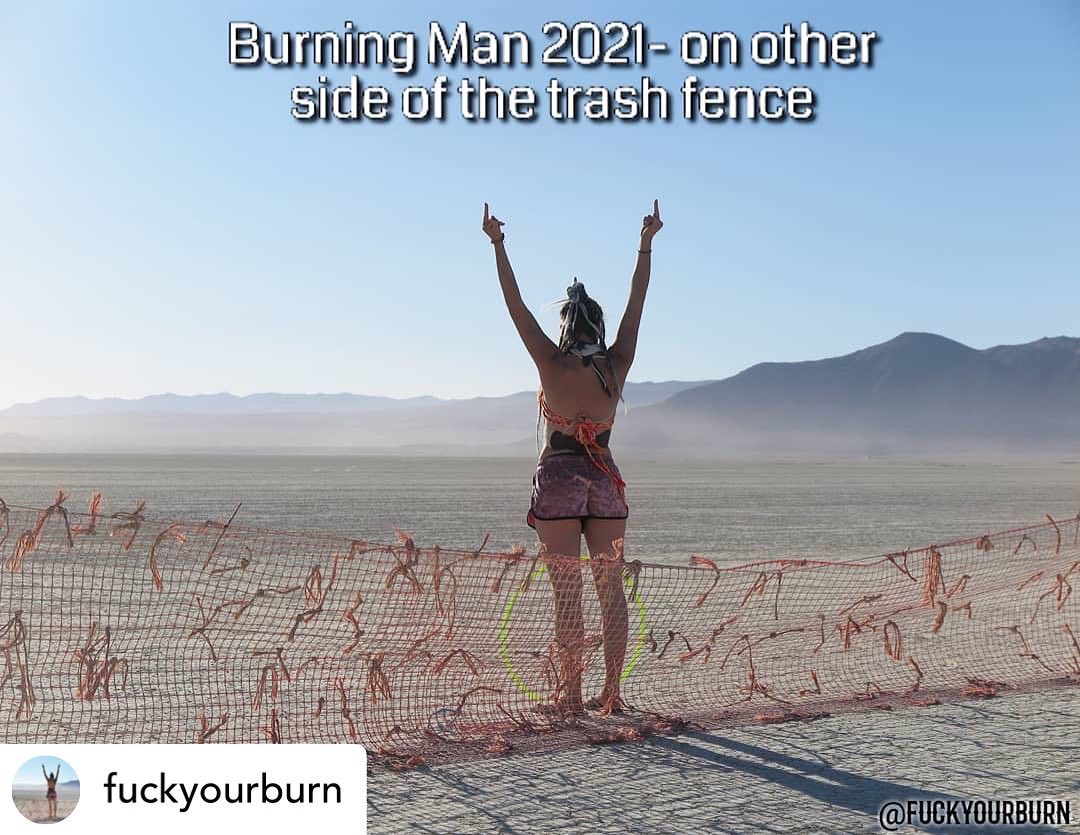 Burning Man 2021- on other
side of the trash fence
fuckyourburn
@FUCKYOURBURN